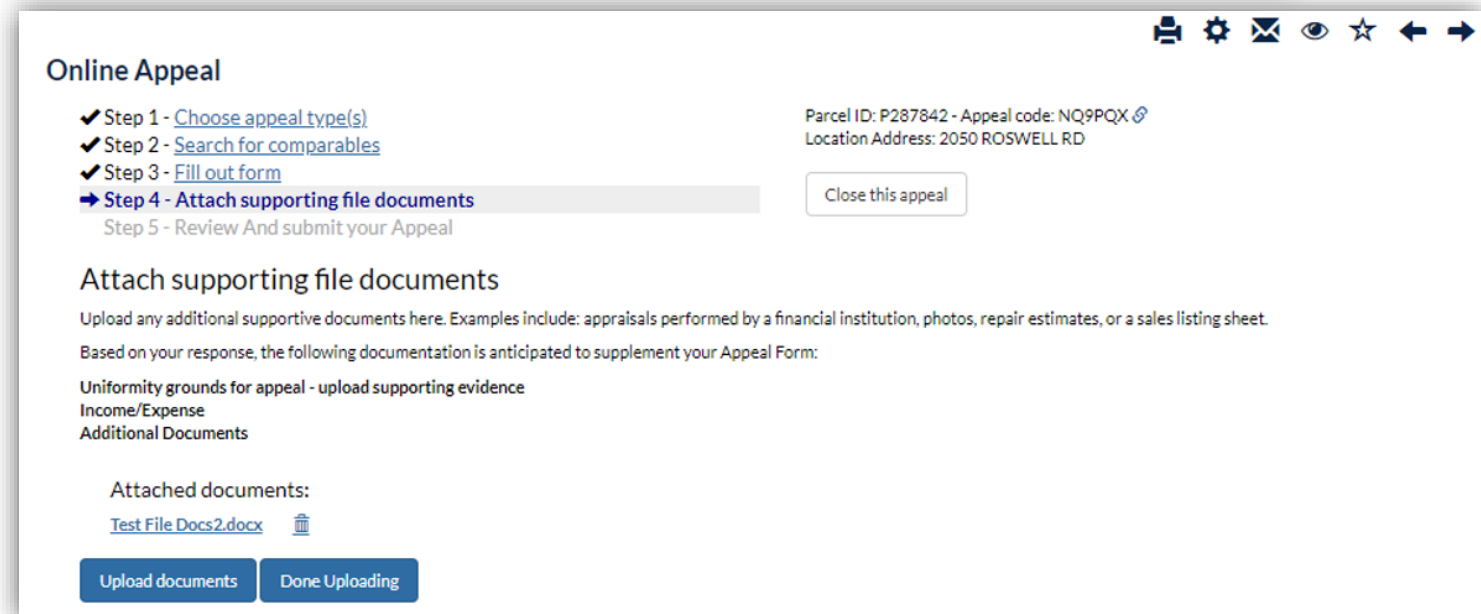 Online Appeal
Step 1 - Choose appeal type(s)
Step 2 - Search for comparables
Step 3 - Fill out form
Step 4 - Attach supporting file documents
Step 5 - Review And submit your Appeal
Parcel ID: P287842 - Appeal code: NQ9PQX
Location Address: 2050 ROSWELL RD
Close this appeal
Attach supporting file documents
Upload any additional supportive documents here. Examples include: appraisals performed by a financial institution, photos, repair estimates, or a sales listing sheet.
Based on your response, the following documentation is anticipated to supplement your Appeal Form:
Uniformity grounds for appeal - upload supporting evidence
Income/Expense
Additional Documents
Attached documents:
Test File Docs2.docx
Upload documents
Done Uploading